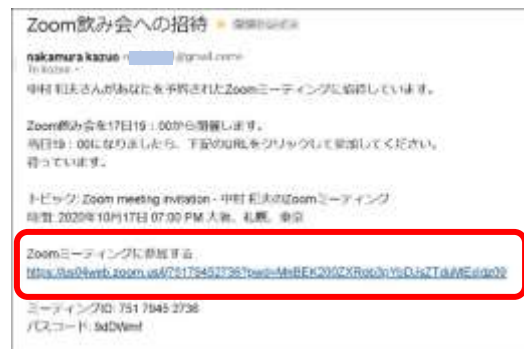 Zoom飲み会への招待
nakamura kazuo
To Kazuo
中村 和夫さんがあなたを予約されたZoomミーティングに招待しています。
Zoom飲み会を17日19：00から開催します。
当日19：00になりましたら、下記のURLをクリックして参加してください。
待っています。
トピック: Zoom meeting invitation - 中村 和夫のZoomミーティング
時間: 2020年10月17日 07:00 PM 大阪、札幌、東京
Zoomミーティングに参加する
ミーティングID: 751 7945 2736
パスコード: